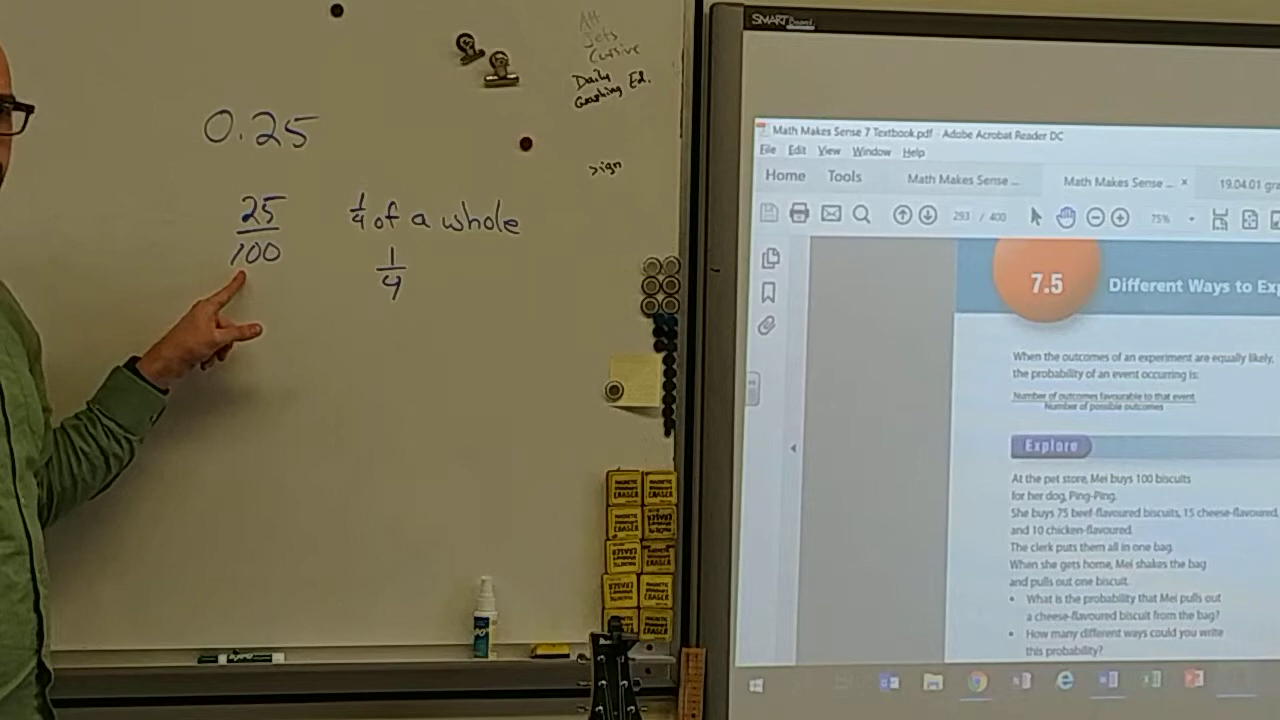 0.25
25
100
1/4 of a whole
1
4
Att
Jets
Cursive
Daily
Graphing Ed.
sign
MAGNETIC
ERASER
SMART Board
Math Makes Sense 7 Textbook.pdf - Adobe Acrobat Reader DC
File Edit View Window Help
Home Tools Math Makes Sense ... Math Makes Sense ... × 19.04.01 gra
293 / 400 75%
7.5 Different Ways to Exp
When the outcomes of an experiment are equally likely,
the probability of an event occurring is:
Number of outcomes favourable to that event
Number of possible outcomes
Explore
At the pet store, Mei buys 100 biscuits
for her dog, Ping-Ping.
She buys 75 beef-flavoured biscuits, 15 cheese-flavoured,
and 10 chicken-flavoured.
The clerk puts them all in one bag.
When she gets home, Mei shakes the bag
and pulls out one biscuit.
• What is the probability that Mei pulls out
a cheese-flavoured biscuit from the bag?
• How many different ways could you write
this probability?